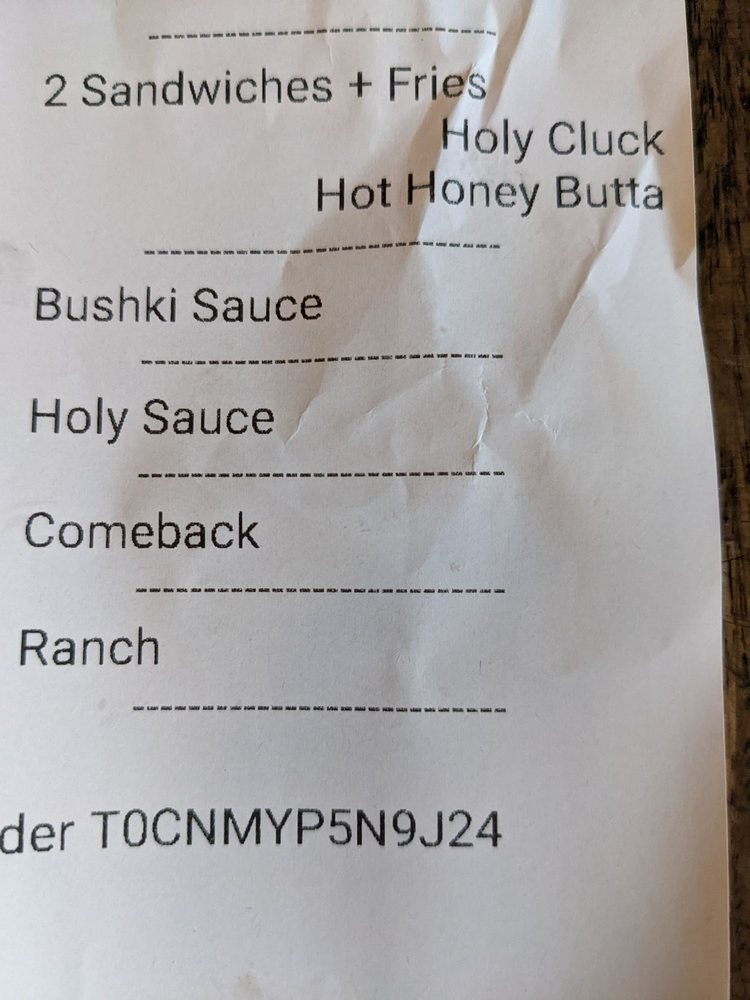 2 Sandwiches + Fries
Holy Cluck
Hot Honey Butta
Bushki Sauce
Holy Sauce
Comeback
Ranch
der T0CNMYP5N9J24